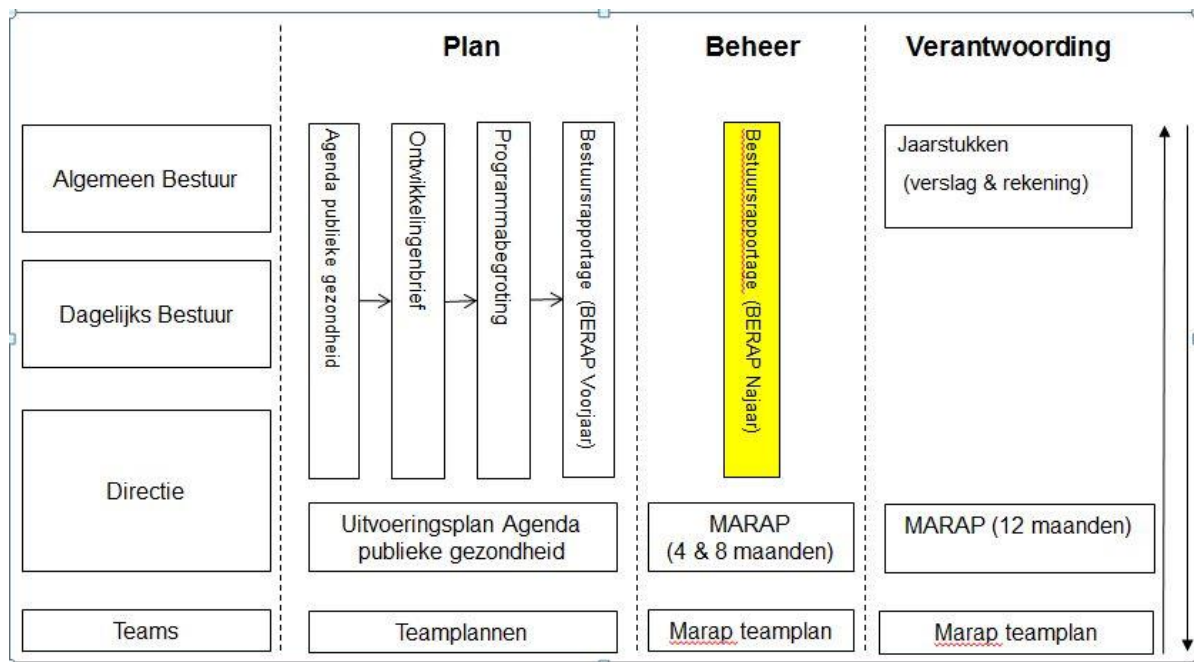 Plan
Beheer
Verantwoording
Algemeen Bestuur
Agenda publieke gezondheid
Ontwikkelingenbrief
Programmabegroting
Bestuursrapportage (BERAP Voorjaar)
Bestuursrapportage (BERAP Najaar)
Jaarstukken
(verslag & rekening)
Dagelijks Bestuur
Directie
Uitvoeringsplan Agenda
publieke gezondheid
MARAP
(4 & 8 maanden)
MARAP (12 maanden)
Teams
Teamplannen
Marap teamplan
Marap teamplan